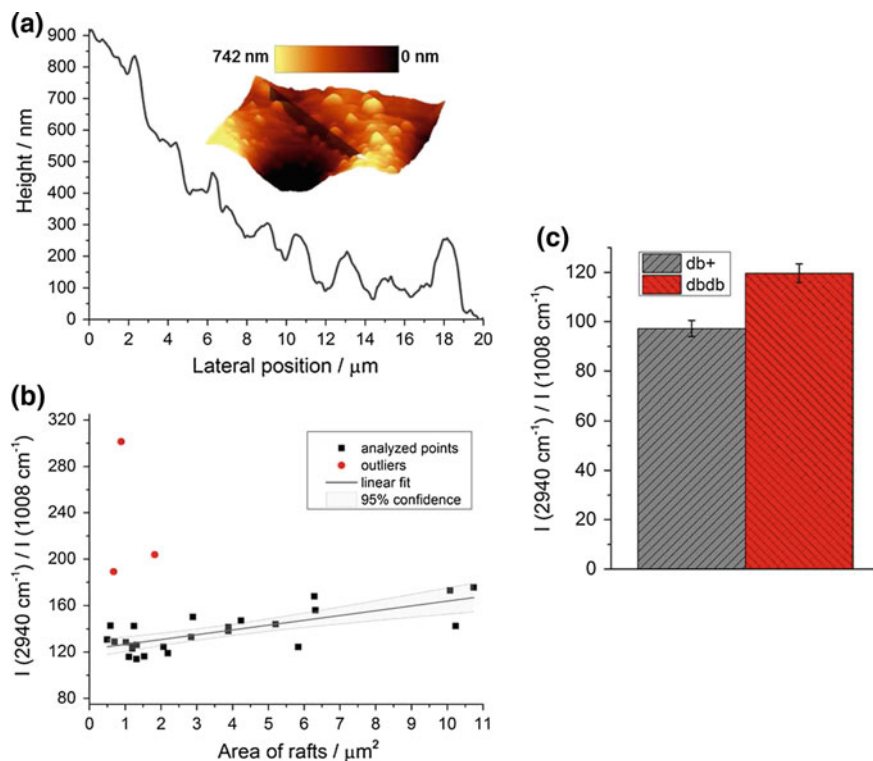 (a)
900
800
700
600
500
400
300
200
100
0
Height / nm
742 nm 0 nm
0 2 4 6 8 10 12 14 16 18 20
Lateral position / μm
(b)
320
280
240
200
160
120
80
I (2940 cm⁻¹) / I (1008 cm⁻¹)
analyzed points
outliers
linear fit
95% confidence
0 1 2 3 4 5 6 7 8 9 10 11
Area of rafts / μm²
(c)
120
100
80
60
40
20
0
I (2940 cm⁻¹) / I (1008 cm⁻¹)
db+
dbdb